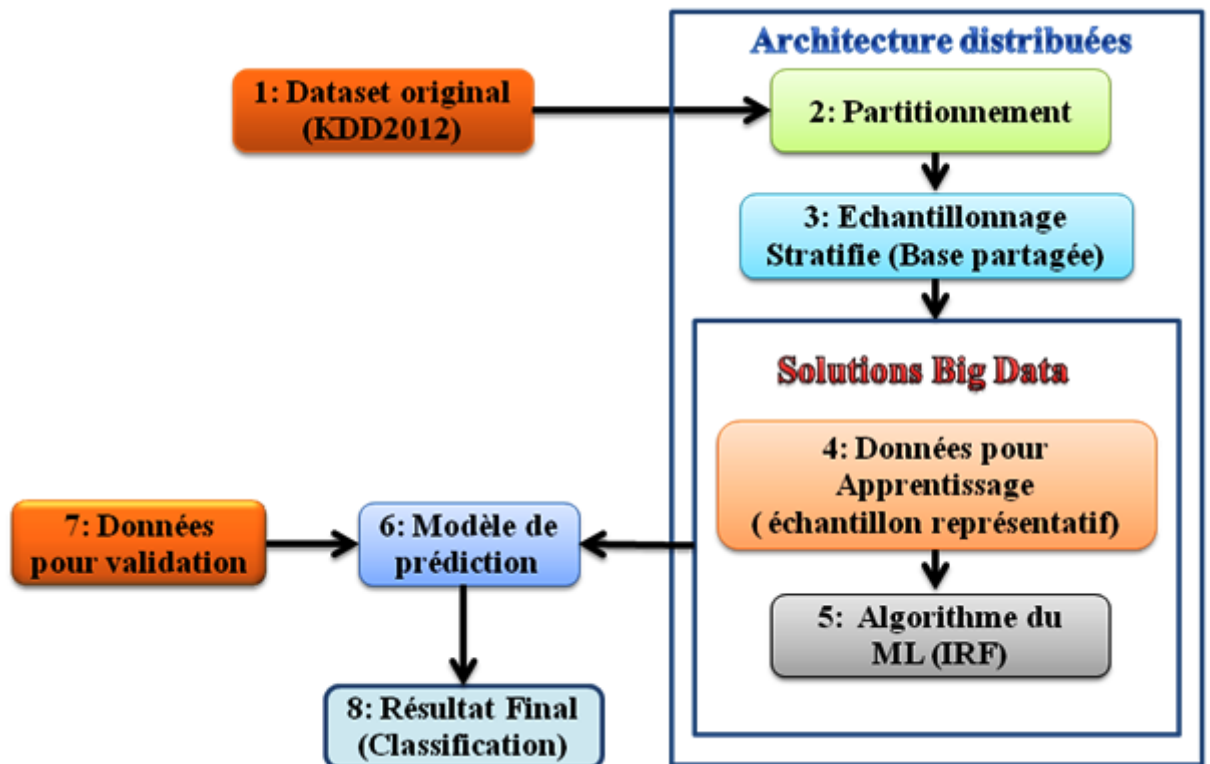 Architecture distribuées
1: Dataset original
(KDD2012)
2: Partitionnement
3: Echantillonnage
Stratifie (Base partagée)
Solutions Big Data
4: Données pour
Apprentissage
( échantillon représentatif)
7: Données
pour validation
6: Modèle de
prédiction
5: Algorithme du
ML (IRF)
8: Résultat Final
(Classification)